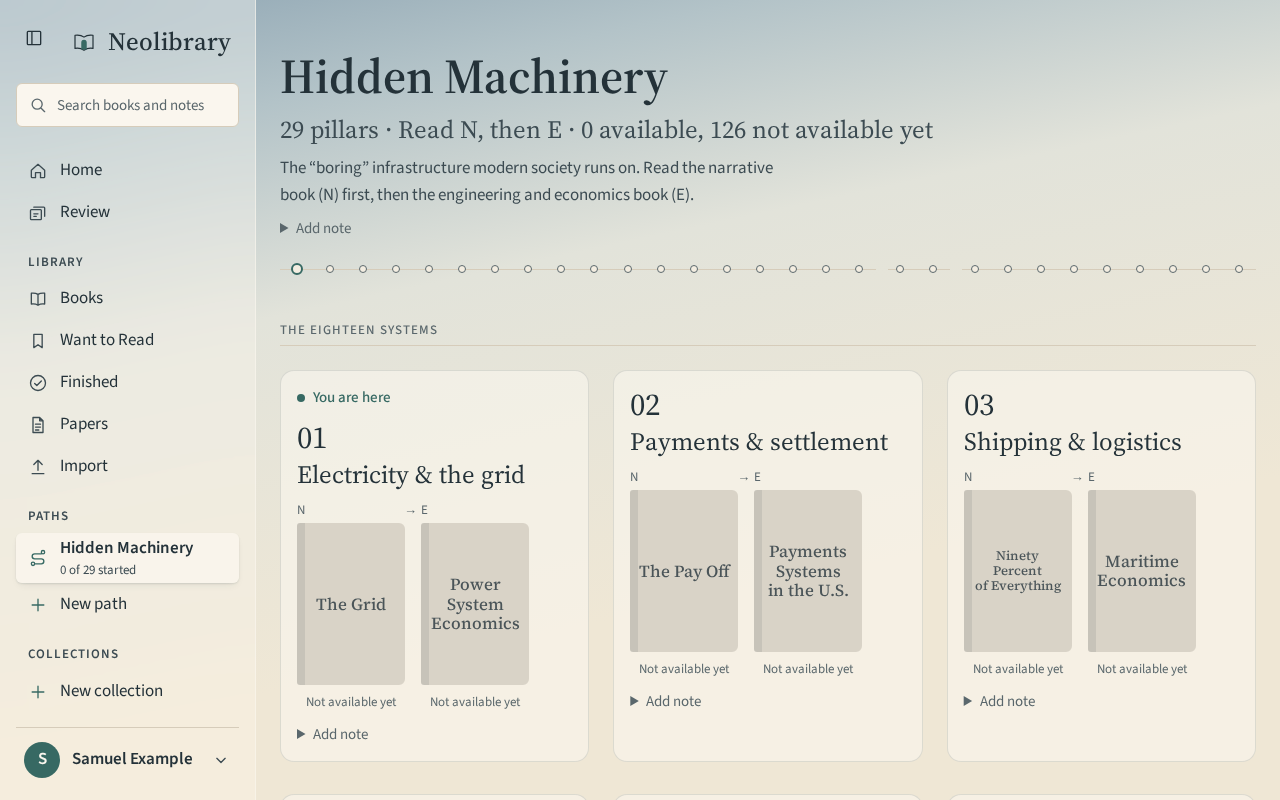 Neolibrary
Search books and notes
Home
Review
LIBRARY
Books
Want to Read
Finished
Papers
Import
PATHS
Hidden Machinery
0 of 29 started
New path
COLLECTIONS
New collection
S
Samuel Example
Hidden Machinery
29 pillars · Read N, then E · 0 available, 126 not available yet
The “boring” infrastructure modern society runs on. Read the narrative
book (N) first, then the engineering and economics book (E).
Add note
THE EIGHTEEN SYSTEMS
You are here
01
Electricity & the grid
N → E
The Grid
Power
System
Economics
Not available yet
Not available yet
Add note
02
Payments & settlement
N → E
The Pay Off
Payments
Systems
in the U.S.
Not available yet
Not available yet
Add note
03
Shipping & logistics
N → E
Ninety
Percent
of Everything
Maritime
Economics
Not available yet
Not available yet
Add note